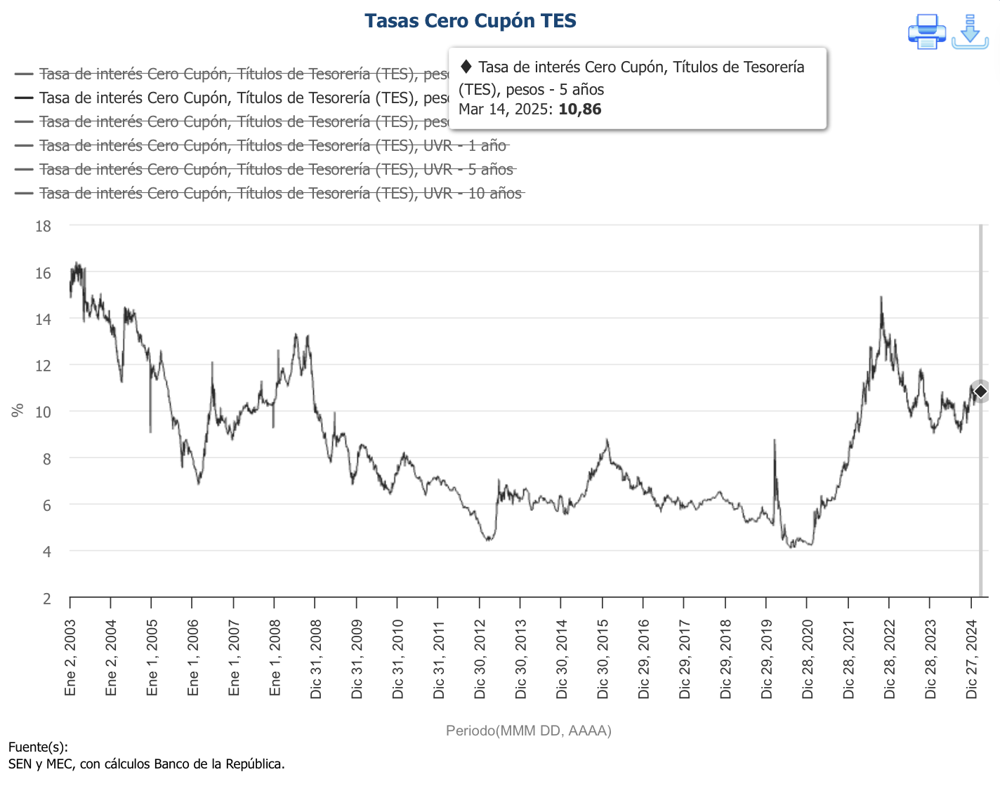 Tasas Cero Cupón TES
Tasa de interés Cero Cupón, Títulos de Tesorería (TES),
Tasa de interés Cero Cupón, Títulos de Tesorería (TES),
Tasa de interés Cero Cupón, Títulos de Tesorería (TES),
Tasa de interés Cero Cupón, Títulos de Tesorería (TES), UVR - 1 año
Tasa de interés Cero Cupón, Títulos de Tesorería (TES), UVR - 5 años
Tasa de interés Cero Cupón, Títulos de Tesorería (TES), UVR - 10 años
Tasa de interés Cero Cupón, Títulos de Tesorería
(TES), pesos - 5 años
Mar 14, 2025: 10,86
18
16
14
12
10
8
6
4
2
%
Ene 2, 2003
Ene 2, 2004
Ene 1, 2005
Ene 1, 2006
Ene 1, 2007
Ene 1, 2008
Dic 31, 2008
Dic 31, 2009
Dic 31, 2010
Dic 31, 2011
Dic 30, 2012
Dic 30, 2013
Dic 30, 2014
Dic 30, 2015
Dic 29, 2016
Dic 29, 2017
Dic 29, 2018
Dic 29, 2019
Dic 28, 2020
Dic 28, 2021
Dic 28, 2022
Dic 28, 2023
Dic 27, 2024
Periodo(MMM DD, AAAA)
Fuente(s):
SEN y MEC, con cálculos Banco de la República.